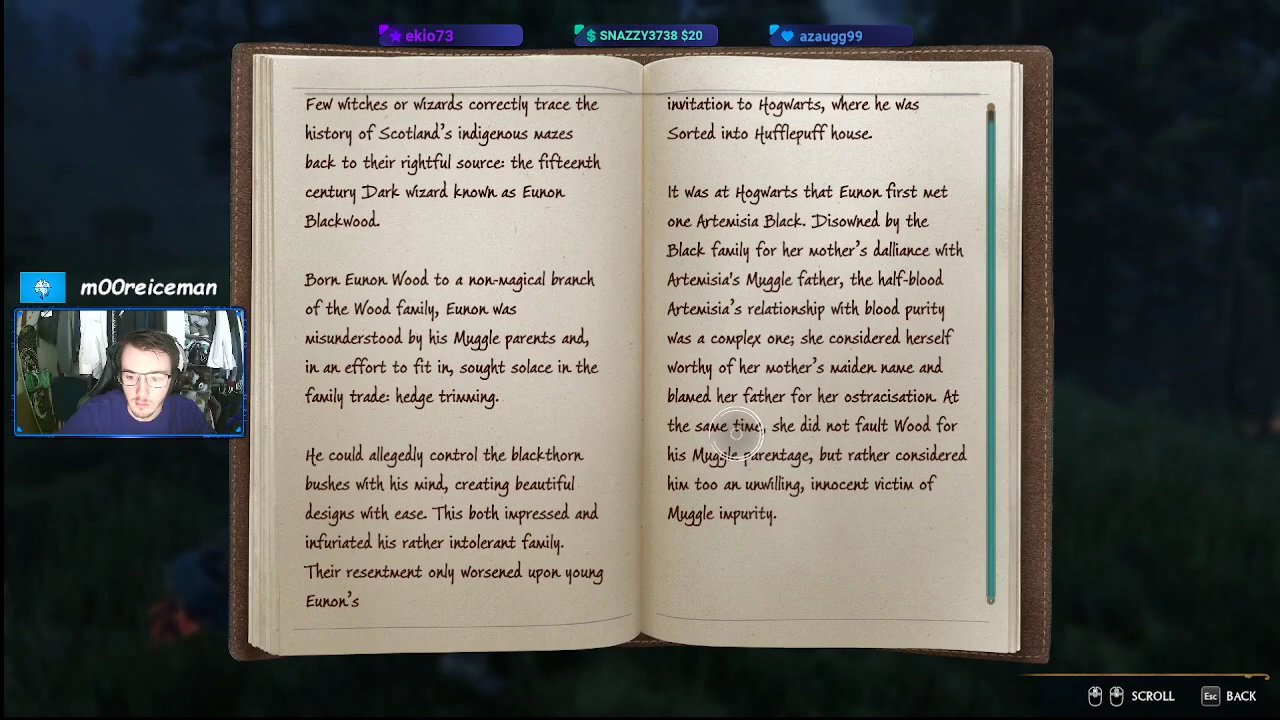 ekio73
$ SNAZZY3738 $20
azaugg99
Few witches or wizards correctly trace the
history of Scotland's indigenous mazes
back to their rightful source: the fifteenth
century Dark wizard known as Eunon
Blackwood.
Born Eunon Wood to a non-magical branch
of the Wood family, Eunon was
misunderstood by his Muggle parents and,
in an effort to fit in, sought solace in the
family trade: hedge trimming.
He could allegedly control the blackthorn
bushes with his mind, creating beautiful
designs with ease. This both impressed and
infuriated his rather intolerant family.
Their resentment only worsened upon young
Eunon's
invitation to Hogwarts, where he was
Sorted into Hufflepuff house.
It was at Hogwarts that Eunon first met
one Artemisia Black. Disowned by the
Black family for her mother's dalliance with
Artemisia's Muggle father, the half-blood
Artemisia's relationship with blood purity
was a complex one; she considered herself
worthy of her mother's maiden name and
blamed her father for her ostracisation. At
the same time, she did not fault Wood for
his Muggle parentage, but rather considered
him too an unwilling, innocent victim of
Muggle impurity.
m00reiceman
SCROLL
Esc BACK